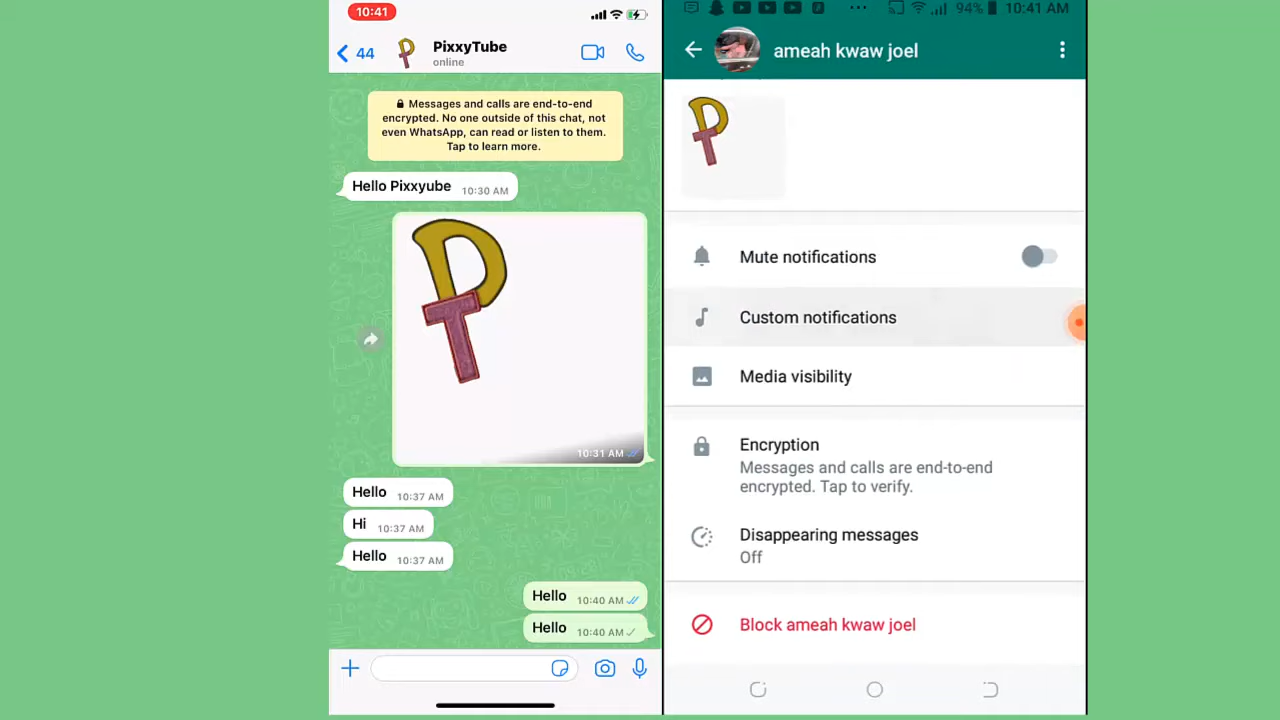 10:41
44
PixxyTube
online
Messages and calls are end-to-end
encrypted. No one outside of this chat, not
even WhatsApp, can read or listen to them.
Tap to learn more.
Hello Pixxyube 10:30 AM
P
T
10:31 AM
Hello 10:37 AM
Hi 10:37 AM
Hello 10:37 AM
Hello 10:40 AM
Hello 10:40 AM
94% 10:41 AM
ameah kwaw joel
P
T
Mute notifications
Custom notifications
Media visibility
Encryption
Messages and calls are end-to-end
encrypted. Tap to verify.
Disappearing messages
Off
Block ameah kwaw joel